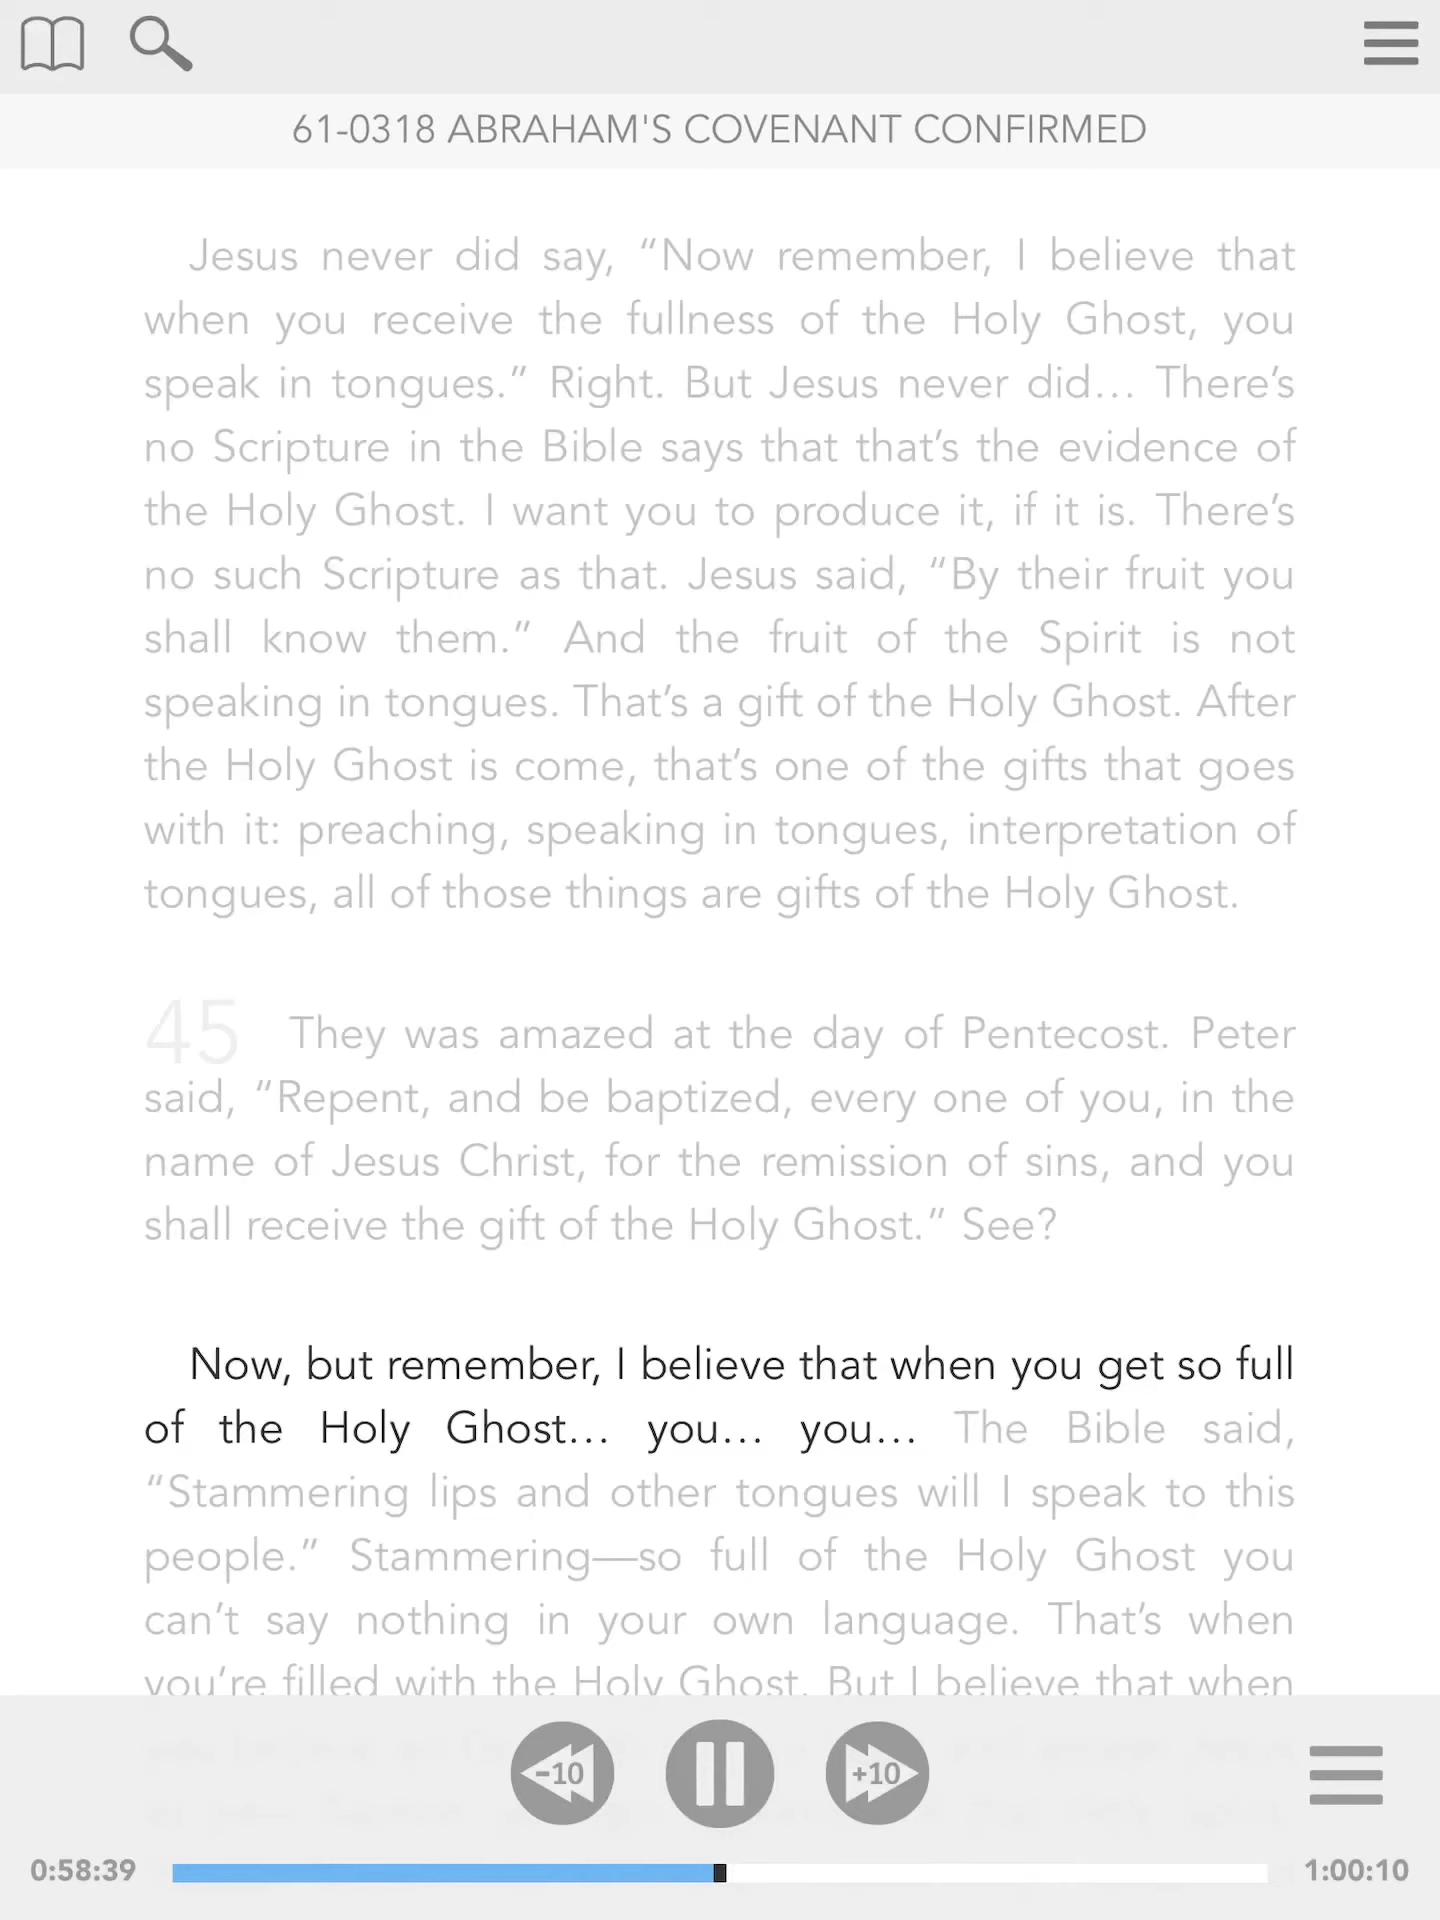 61-0318 ABRAHAM'S COVENANT CONFIRMED
Jesus never did say, “Now remember, I believe that
when you receive the fullness of the Holy Ghost, you
speak in tongues.” Right. But Jesus never did… There’s
no Scripture in the Bible says that that’s the evidence of
the Holy Ghost. I want you to produce it, if it is. There’s
no such Scripture as that. Jesus said, “By their fruit you
shall know them.” And the fruit of the Spirit is not
speaking in tongues. That’s a gift of the Holy Ghost. After
the Holy Ghost is come, that’s one of the gifts that goes
with it: preaching, speaking in tongues, interpretation of
tongues, all of those things are gifts of the Holy Ghost.
45 They was amazed at the day of Pentecost. Peter
said, “Repent, and be baptized, every one of you, in the
name of Jesus Christ, for the remission of sins, and you
shall receive the gift of the Holy Ghost.” See?
Now, but remember, I believe that when you get so full
of the Holy Ghost… you… you… The Bible said,
“Stammering lips and other tongues will I speak to this
people.” Stammering—so full of the Holy Ghost you
can’t say nothing in your own language. That’s when
you’re filled with the Holy Ghost. But I believe that when
-10 +10
0:58:39 1:00:10